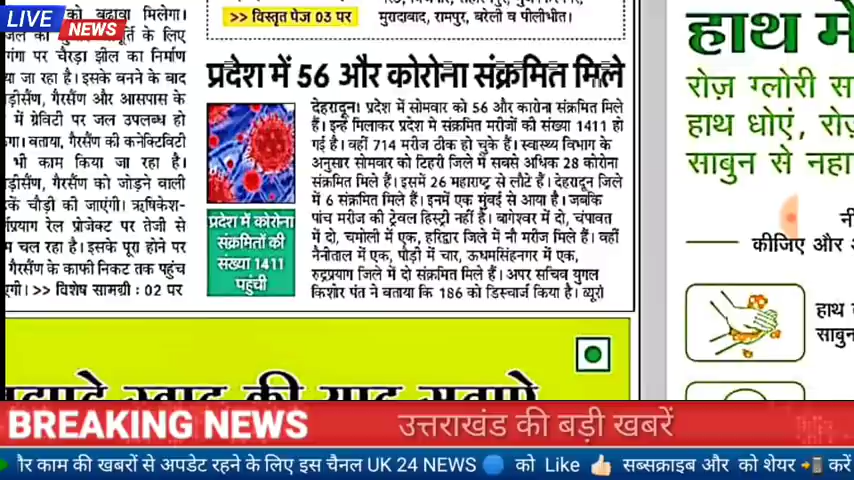 LIVE
NEWS
को बढावा मिलेगा।
के लिए
गंगा पर चैरड़ा झील का निर्माण
या जा रहा है। इसके बनने के बाद
गैरसैंण और आसपास के
में ग्रेविटी पर जल उपलब्ध हो
बताया, गैरसैंण की कनेक्टिविटी
भी काम किया जा रहा है।
गैरसैंण को जोड़ने वाली
चौड़ी की जाएंगी। ऋषिकेश-
रेल प्रोजेक्ट पर तेजी से
म चल रहा है। इसके पूरा होने पर
गैरसैंण के काफी निकट तक पहुंच
>> विशेष सामग्री : 02 पर
>> विस्तृत पेज 03 पर
मुरादाबाद, रामपुर, बरेली व पीलीभीत।
प्रदेश में 56 और कोरोना संक्रमित मिले
प्रदेश में कोरोना
संक्रमितों की
संख्या 1411
पहुंची
देहरादून। प्रदेश में सोमवार को 56 और कारोना संक्रमित मिले
हैं। इन्हें मिलाकर प्रदेश मे संक्रमित मरीजों की संख्या 1411 हो
गई है। वहीं 714 मरीज ठीक हो चुके हैं। स्वास्थ्य विभाग के
अनुसार सोमवार को टिहरी जिले में सबसे अधिक 28 कोरोना
संक्रमित मिले हैं। इसमें 26 महाराष्ट्र से लौटे हैं। देहरादून जिले
में 6 संक्रमित मिले हैं। इनमें एक मुंबई से आया है। जबकि
पांच मरीज की ट्रेवल हिस्ट्री नहीं है। बागेश्वर में दो, चंपावत
में दो, चमोली में एक, हरिद्वार जिले में नौ मरीज मिले हैं। वहीं
नैनीताल में एक, पौड़ी में चार, ऊधमसिंहनगर में एक,
रुद्रप्रयाग जिले में दो संक्रमित मिले हैं। अपर सचिव युगल
किशोर पंत ने बताया कि 186 को डिस्चार्ज किया है। ब्यूरो
हाथ में
रोज़ ग्लोरी
हाथ धोएं,
साबुन से नहा
कीजिए और
हाथ
साबुन
BREAKING NEWS
उत्तराखंड की बड़ी खबरें
काम की खबरों से अपडेट रहने के लिए इस चैनल UK 24 NEWS 🔵 को Like 👍🏻 सब्सक्राइब और को शेयर 📲 करें